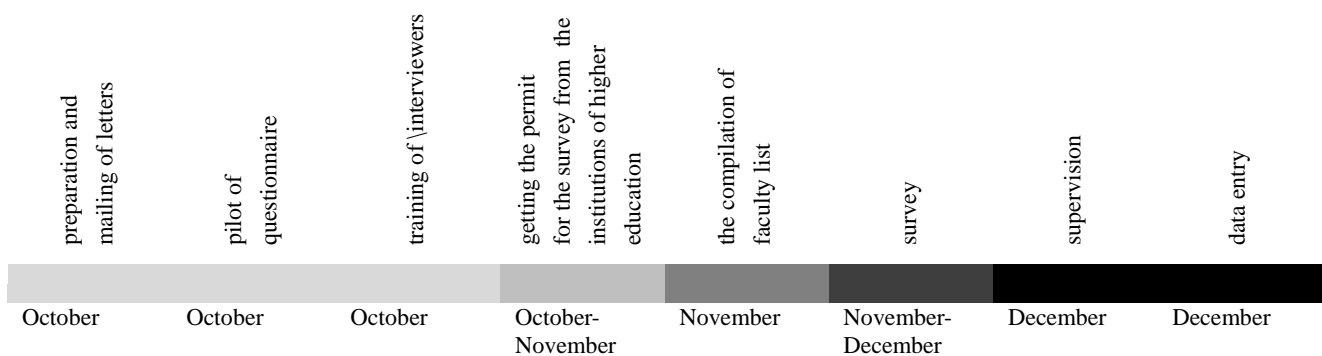 preparation and
mailing of letters
pilot of
questionnaire
training of \interviewers
getting the permit
for the survey from the
institutions of higher
education
the compilation of
faculty list
survey
supervision
data entry
October
October
October
October-
November
November
November-
December
December
December